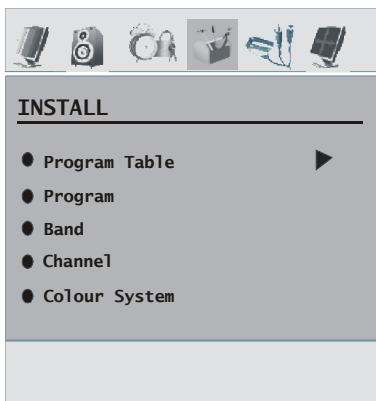 INSTALL
Program Table
Program
Band
Channel
Colour System